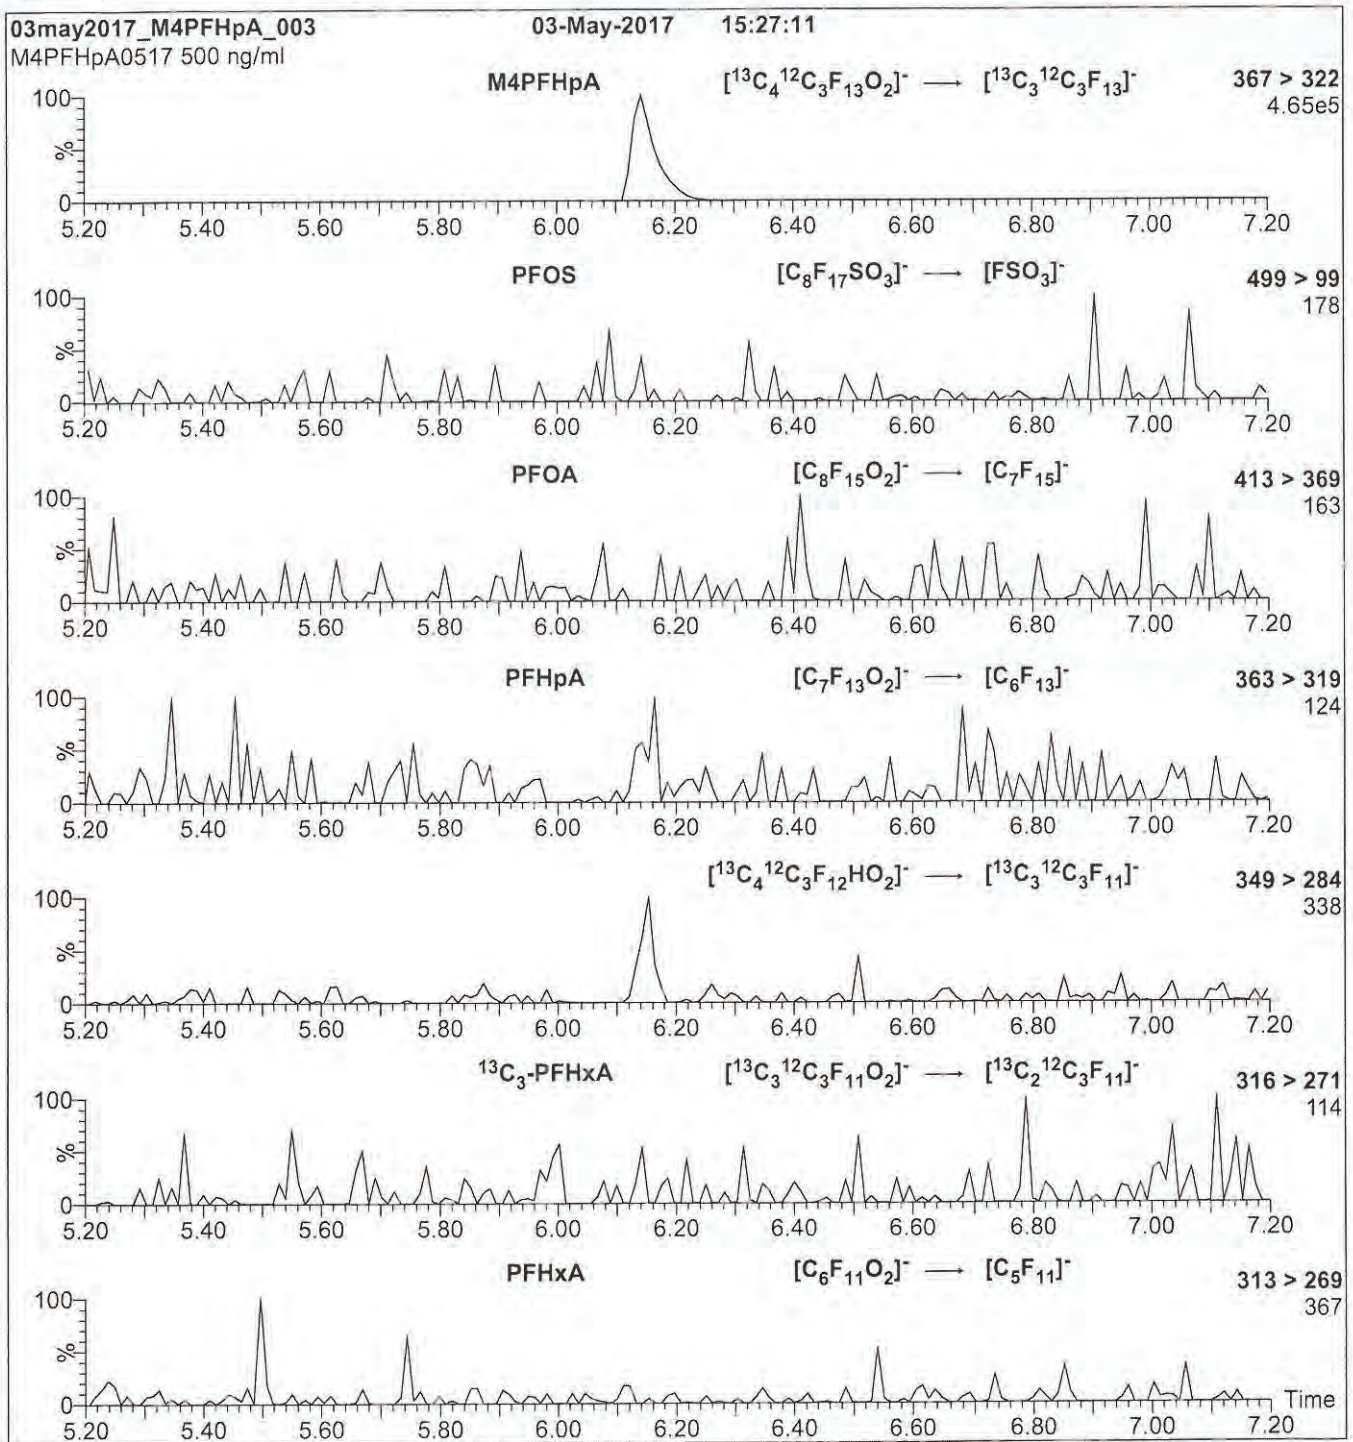 03may2017_M4PFHpA_003 03-May-2017 15:27:11
M4PFHpA0517 500 ng/ml
M4PFHpA [¹³C₄¹²C₃F₁₃O₂]⁻ → [¹³C₃¹²C₃F₁₃]⁻ 367 > 322
4.65e5
100
%
0
5.20 5.40 5.60 5.80 6.00 6.20 6.40 6.60 6.80 7.00 7.20
PFOS [C₈F₁₇SO₃]⁻ → [FSO₃]⁻ 499 > 99
178
100
%
0
5.20 5.40 5.60 5.80 6.00 6.20 6.40 6.60 6.80 7.00 7.20
PFOA [C₈F₁₅O₂]⁻ → [C₇F₁₅]⁻ 413 > 369
163
100
%
0
5.20 5.40 5.60 5.80 6.00 6.20 6.40 6.60 6.80 7.00 7.20
PFHpA [C₇F₁₃O₂]⁻ → [C₆F₁₃]⁻ 363 > 319
124
100
%
0
5.20 5.40 5.60 5.80 6.00 6.20 6.40 6.60 6.80 7.00 7.20
[¹³C₄¹²C₃F₁₂HO₂]⁻ → [¹³C₃¹²C₃F₁₁]⁻ 349 > 284
338
100
%
0
5.20 5.40 5.60 5.80 6.00 6.20 6.40 6.60 6.80 7.00 7.20
¹³C₃-PFHxA [¹³C₃¹²C₃F₁₁O₂]⁻ → [¹³C₂¹²C₃F₁₁]⁻ 316 > 271
114
100
%
0
5.20 5.40 5.60 5.80 6.00 6.20 6.40 6.60 6.80 7.00 7.20
PFHxA [C₆F₁₁O₂]⁻ → [C₅F₁₁]⁻ 313 > 269
367
100
%
0
Time
5.20 5.40 5.60 5.80 6.00 6.20 6.40 6.60 6.80 7.00 7.20